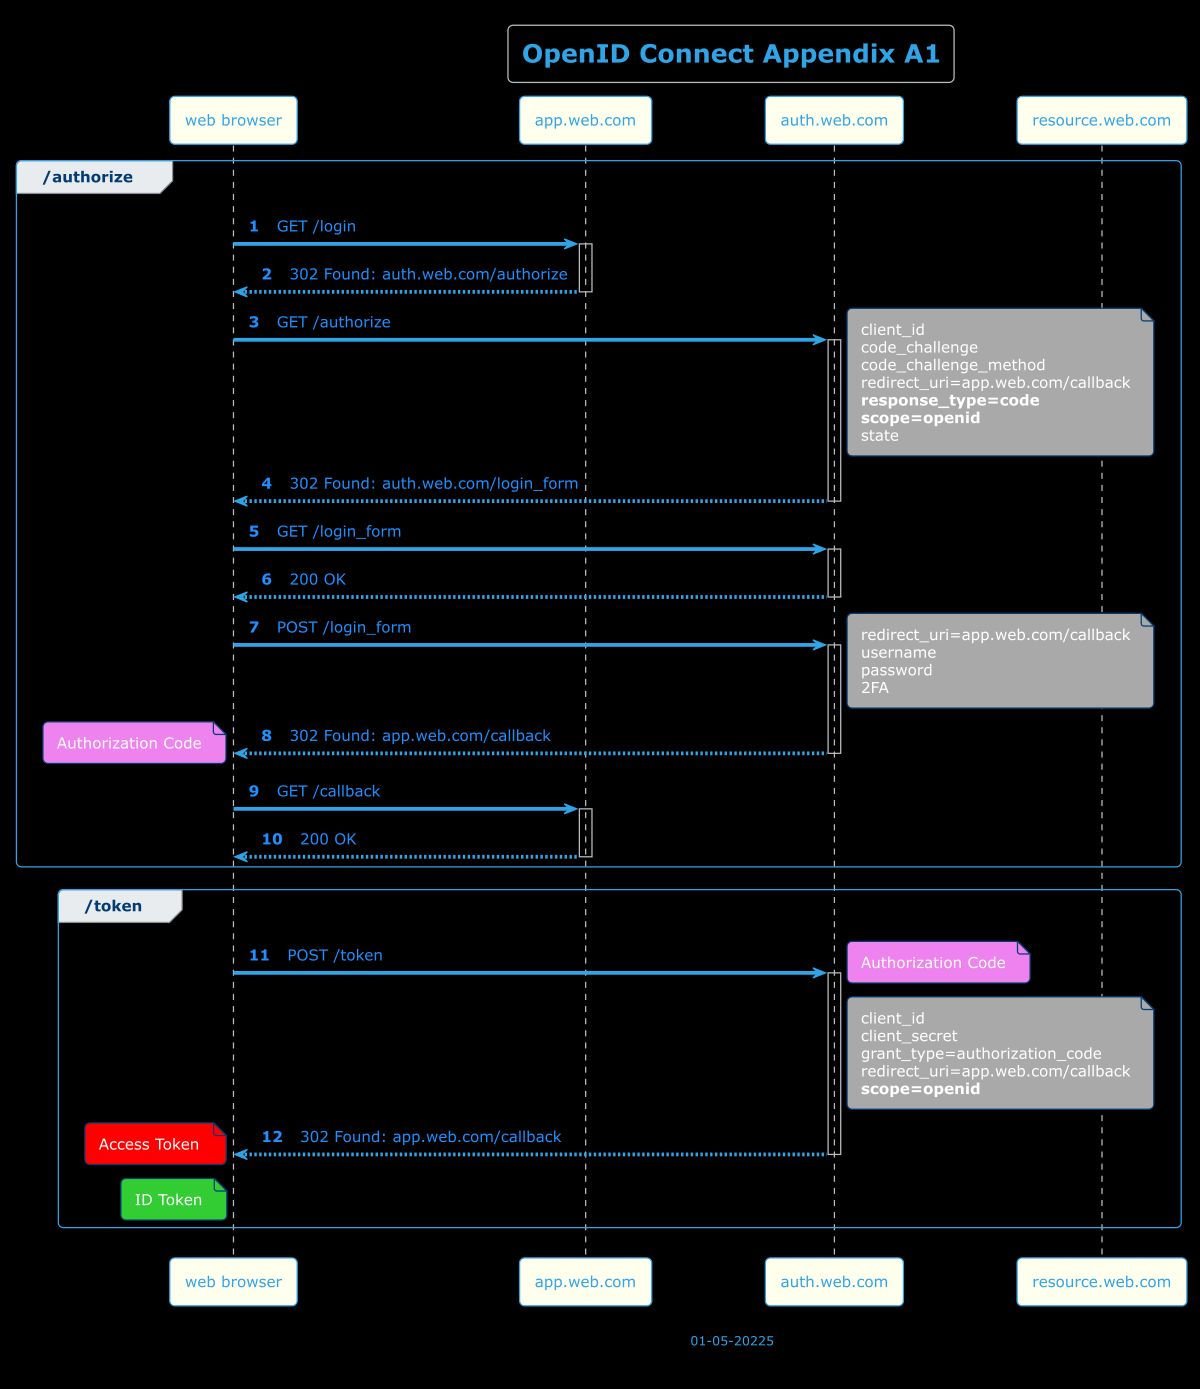 OpenID Connect Appendix A1
web browser
app.web.com
auth.web.com
resource.web.com
/authorize
1 GET /login
2 302 Found: auth.web.com/authorize
3 GET /authorize
client_id
code_challenge
code_challenge_method
redirect_uri=app.web.com/callback
response_type=code
scope=openid
state
4 302 Found: auth.web.com/login_form
5 GET /login_form
6 200 OK
7 POST /login_form
redirect_uri=app.web.com/callback
username
password
2FA
Authorization Code
8 302 Found: app.web.com/callback
9 GET /callback
10 200 OK
/token
11 POST /token
Authorization Code
client_id
client_secret
grant_type=authorization_code
redirect_uri=app.web.com/callback
scope=openid
Access Token
12 302 Found: app.web.com/callback
ID Token
web browser
app.web.com
auth.web.com
resource.web.com
01-05-20225